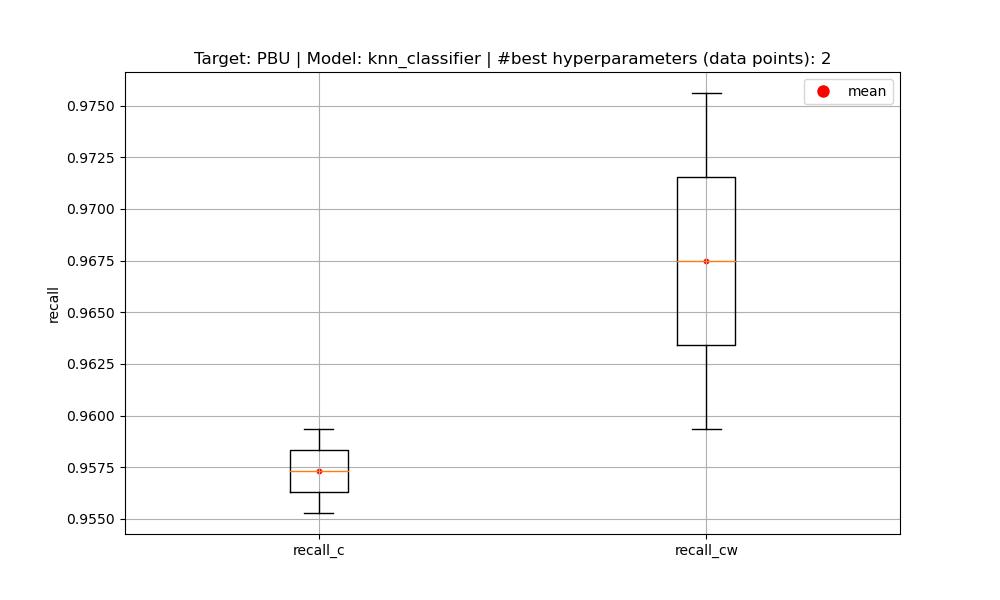 Target: PBU | Model: knn_classifier | #best hyperparameters (data points): 2
mean
0.9750
0.9725
0.9700
0.9675
0.9650
0.9625
0.9600
0.9575
0.9550
recall
recall_c
recall_cw